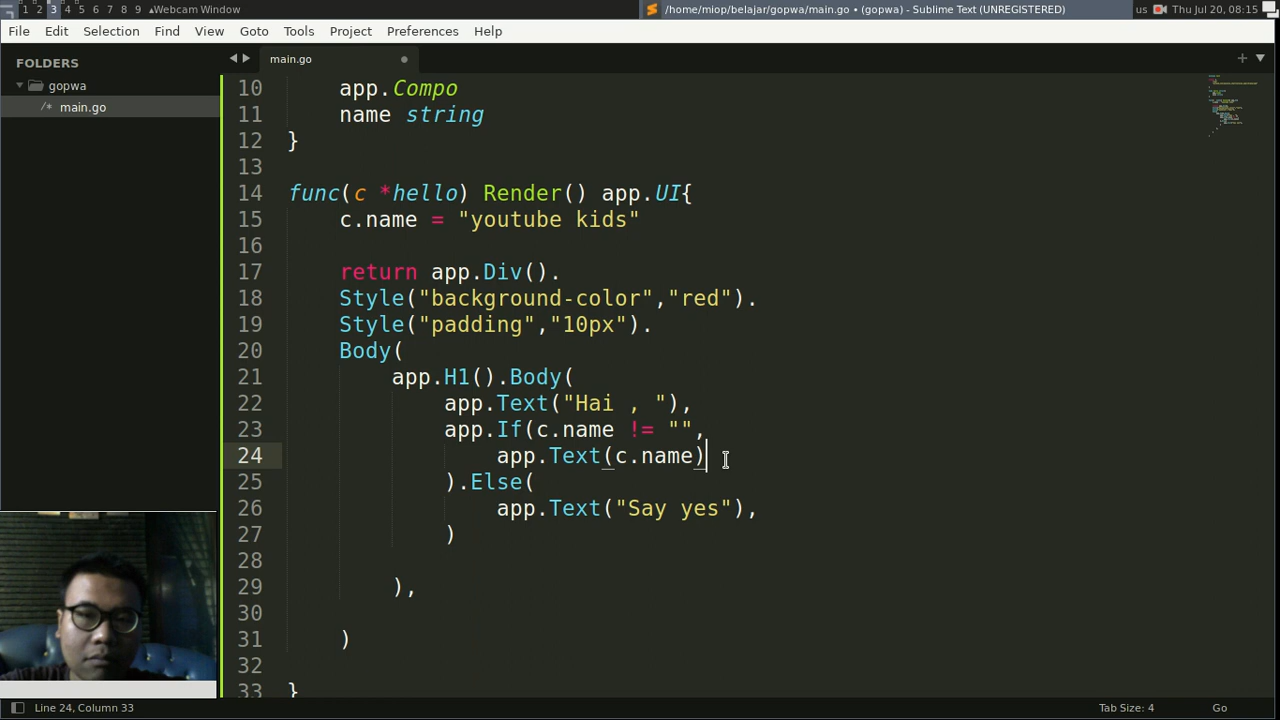 1 2 3 4 5 6 7 8 9 ▴Webcam Window
/home/miop/belajar/gopwa/main.go • (gopwa) - Sublime Text (UNREGISTERED)
us Thu Jul 20, 08:15
File Edit Selection Find View Goto Tools Project Preferences Help
FOLDERS
gopwa
/* main.go
main.go
10 app.Compo
11 name string
12 }
13
14 func(c *hello) Render() app.UI{
15 c.name = "youtube kids"
16
17 return app.Div().
18 Style("background-color","red").
19 Style("padding","10px").
20 Body(
21 app.H1().Body(
22 app.Text("Hai , "),
23 app.If(c.name != "",
24 app.Text(c.name)
25 ).Else(
26 app.Text("Say yes"),
27 )
28
29 ),
30
31 )
32
33 }
Line 24, Column 33
Tab Size: 4
Go